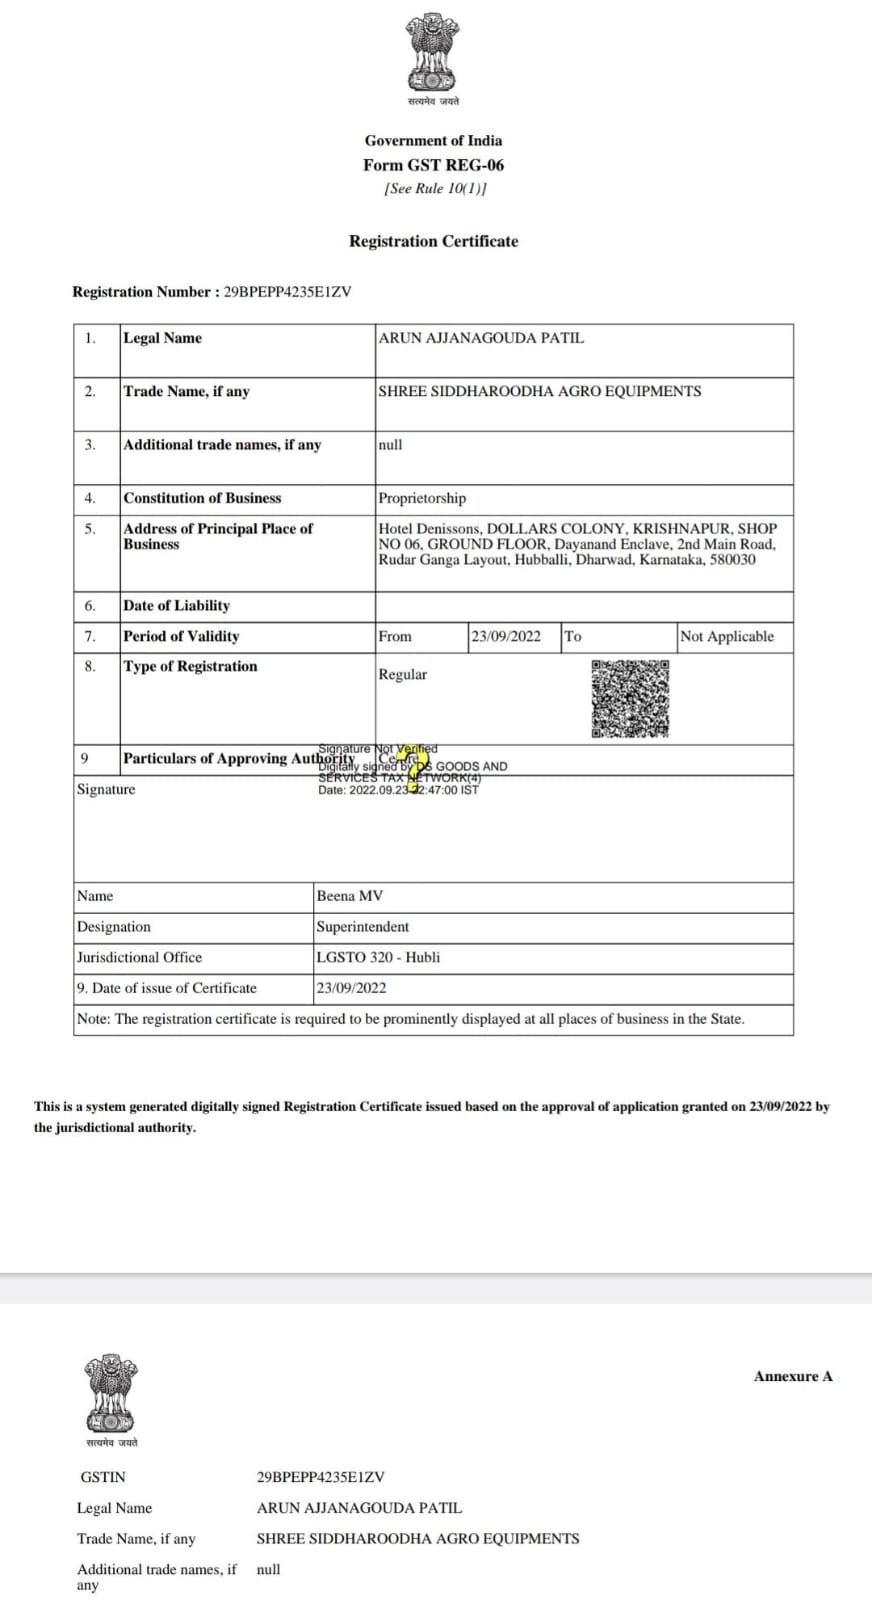 सत्यमेव जयते
Government of India
Form GST REG-06
[See Rule 10(1)]
Registration Certificate
Registration Number : 29BPEPP4235E1ZV
1. Legal Name ARUN AJJANAGOUDA PATIL
2. Trade Name, if any SHREE SIDDHAROODHA AGRO EQUIPMENTS
3. Additional trade names, if any null
4. Constitution of Business Proprietorship
5. Address of Principal Place of Business Hotel Denissons, DOLLARS COLONY, KRISHNAPUR, SHOP
NO 06, GROUND FLOOR, Dayanand Enclave, 2nd Main Road,
Rudar Ganga Layout, Hubballi, Dharwad, Karnataka, 580030
6. Date of Liability
7. Period of Validity From 23/09/2022 To Not Applicable
8. Type of Registration Regular
9 Particulars of Approving Authority Centre
Signature Not Verified
Digitally signed by DS GOODS AND
SERVICES TAX NETWORK(4)
Date: 2022.09.23 22:47:00 IST
Signature
Name Beena MV
Designation Superintendent
Jurisdictional Office LGSTO 320 - Hubli
9. Date of issue of Certificate 23/09/2022
Note: The registration certificate is required to be prominently displayed at all places of business in the State.
This is a system generated digitally signed Registration Certificate issued based on the approval of application granted on 23/09/2022 by
the jurisdictional authority.
सत्यमेव जयते
Annexure A
GSTIN 29BPEPP4235E1ZV
Legal Name ARUN AJJANAGOUDA PATIL
Trade Name, if any SHREE SIDDHAROODHA AGRO EQUIPMENTS
Additional trade names, if any null